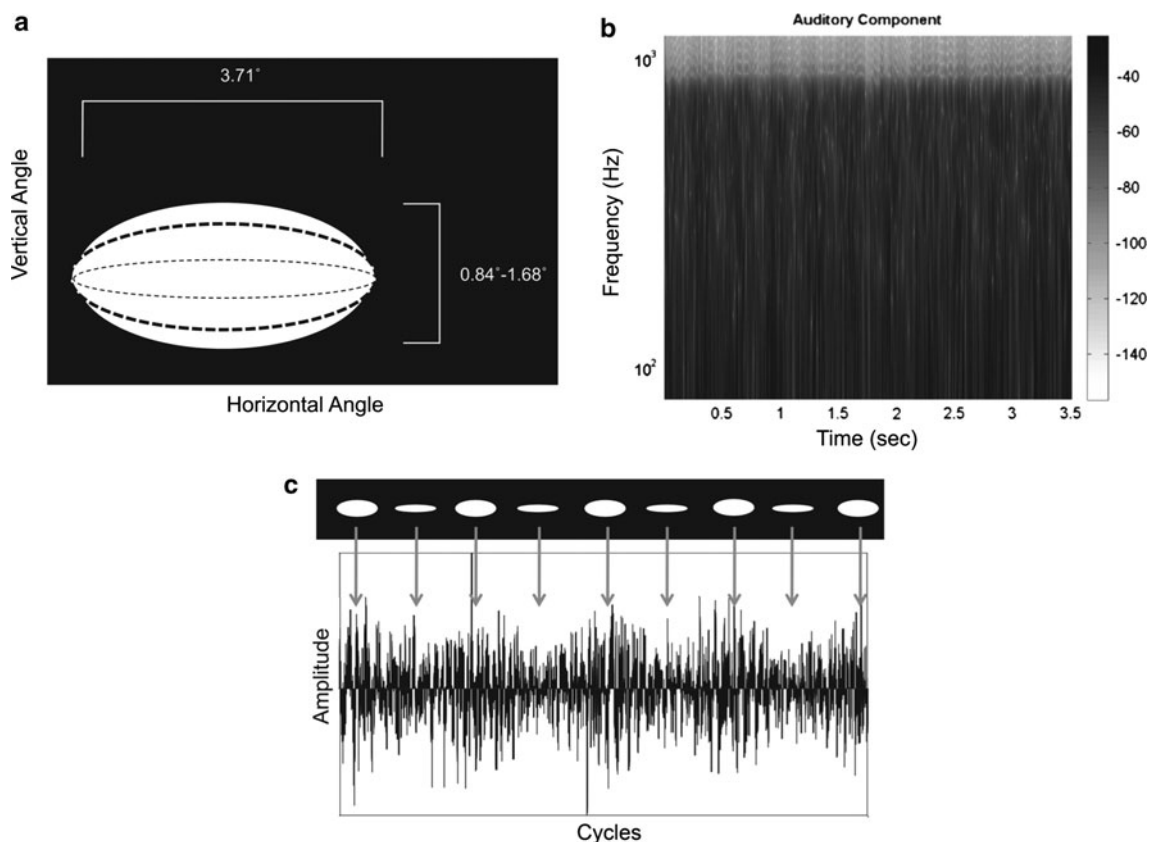 a
3.71°
0.84°-1.68°
Vertical Angle
Horizontal Angle
b
Auditory Component
10³
10²
Frequency (Hz)
0.5 1 1.5 2 2.5 3 3.5
Time (sec)
-40
-60
-80
-100
-120
-140
c
Amplitude
Cycles